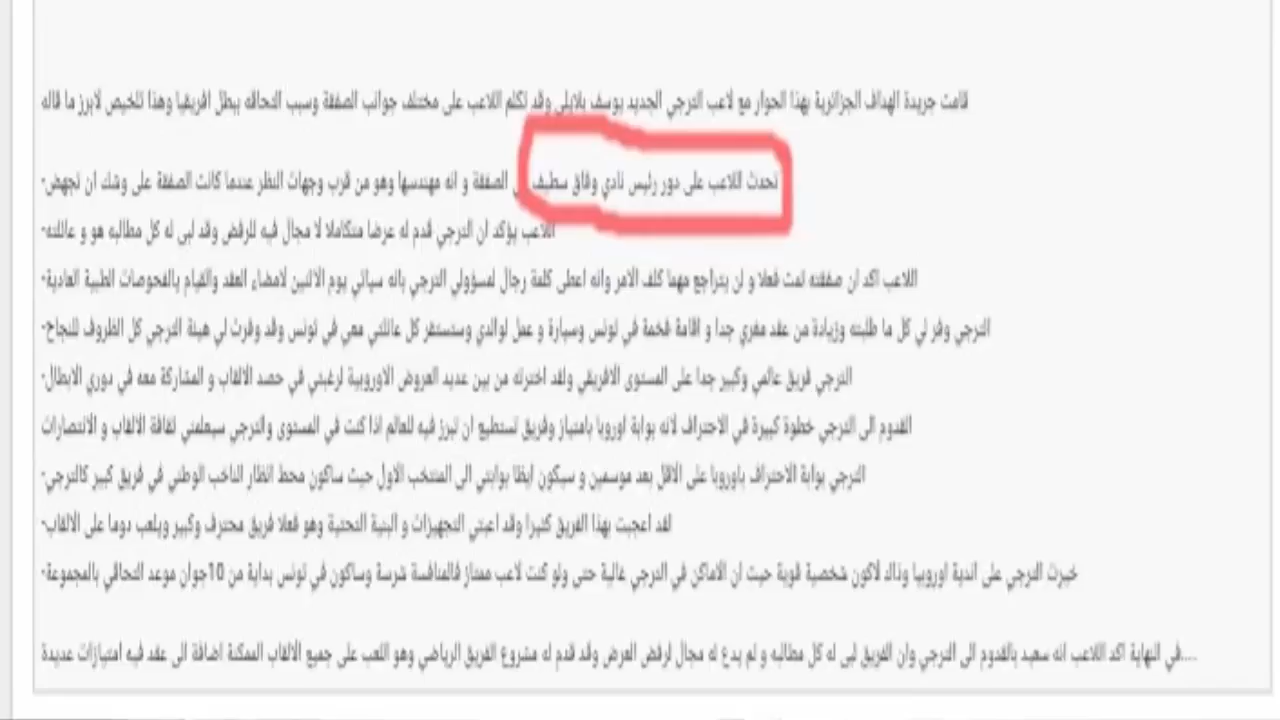 قامت جريدة الهداف الجزائرية بهذا الحوار مع لاعب الترجي الجديد يوسف بلايلي وقد تكلم اللاعب على مختلف جوانب الصفقة وسبب التحاقه ببطل افريقيا وهذا تلخيص لابرز ما قاله
تحدث اللاعب على دور رئيس نادي وفاق سطيف الصفقة و انه مهندسها وهو من قرب وجهات النظر عندما كانت الصفقة على وشك ان تجهض-
اللاعب يؤكد ان الترجي قدم له عرضا متكاملا لا مجال فيه للرفض وقد لبى له كل مطالبه هو و عائلته-
اللاعب اكد ان صفقته تمت فعلا و لن يتراجع مهما كلف الامر وانه اعطى كلمة رجال لمسؤولي الترجي بانه سياتي يوم الاثنين لامضاء العقد والقيام بالفحوصات الطبية العادية-
الترجي وفر لي كل ما طلبته وزيادة من عقد مغري جدا و اقامة فخمة في تونس وسيارة و عمل لوالدي وستستقر كل عائلتي معي في تونس وقد وفرت لي هيئة الترجي كل الظروف للنجاح-
الترجي فريق عالمي وكبير جدا على المستوى الافريقي ولقد اخترته من بين عديد العروض الاوروبية لرغبتي في حصد الالقاب و المشاركة معه في دوري الابطال-
القدوم الى الترجي خطوة كبيرة في الاحتراف لانه بوابة اوروبا بامتياز وفريق تستطيع ان تبرز فيه للعالم اذا كنت في المستوى والترجي سيعلمني ثقافة الالقاب و الانتصارات
الترجي بوابة الاحتراف باوروبا على الاقل بعد موسمين و سيكون ايظا بوابتي الى المنتخب الاول حيث ساكون محط انظار الناخب الوطني في فريق كبير كالترجي-
لقد اعجبت بهذا الفريق كثيرا وقد اعبتي التجهيزات و البنية التحتية وهو فعلا فريق محترف وكبير ويلعب دوما على الالقاب-
خيرت الترجي على اندية اوروبيا وذالك لاكون شخصية قوية حيث ان الاماكن في الترجي غالية حتى ولو كنت لاعب ممتاز فالمنافسة شرسة وساكون في تونس بداية من 10جوان موعد التحاقي بالمجموعة-
....في النهاية اكد اللاعب انه سعيد بالقدوم الى الترجي وان الفريق لبى له كل مطالبه و لم يدع له مجال لرفض العرض وقد قدم له مشروع الفريق الرياضي وهو اللعب على جميع الالقاب الممكنة اضافة الى عقد فيه امتيازات عديدة